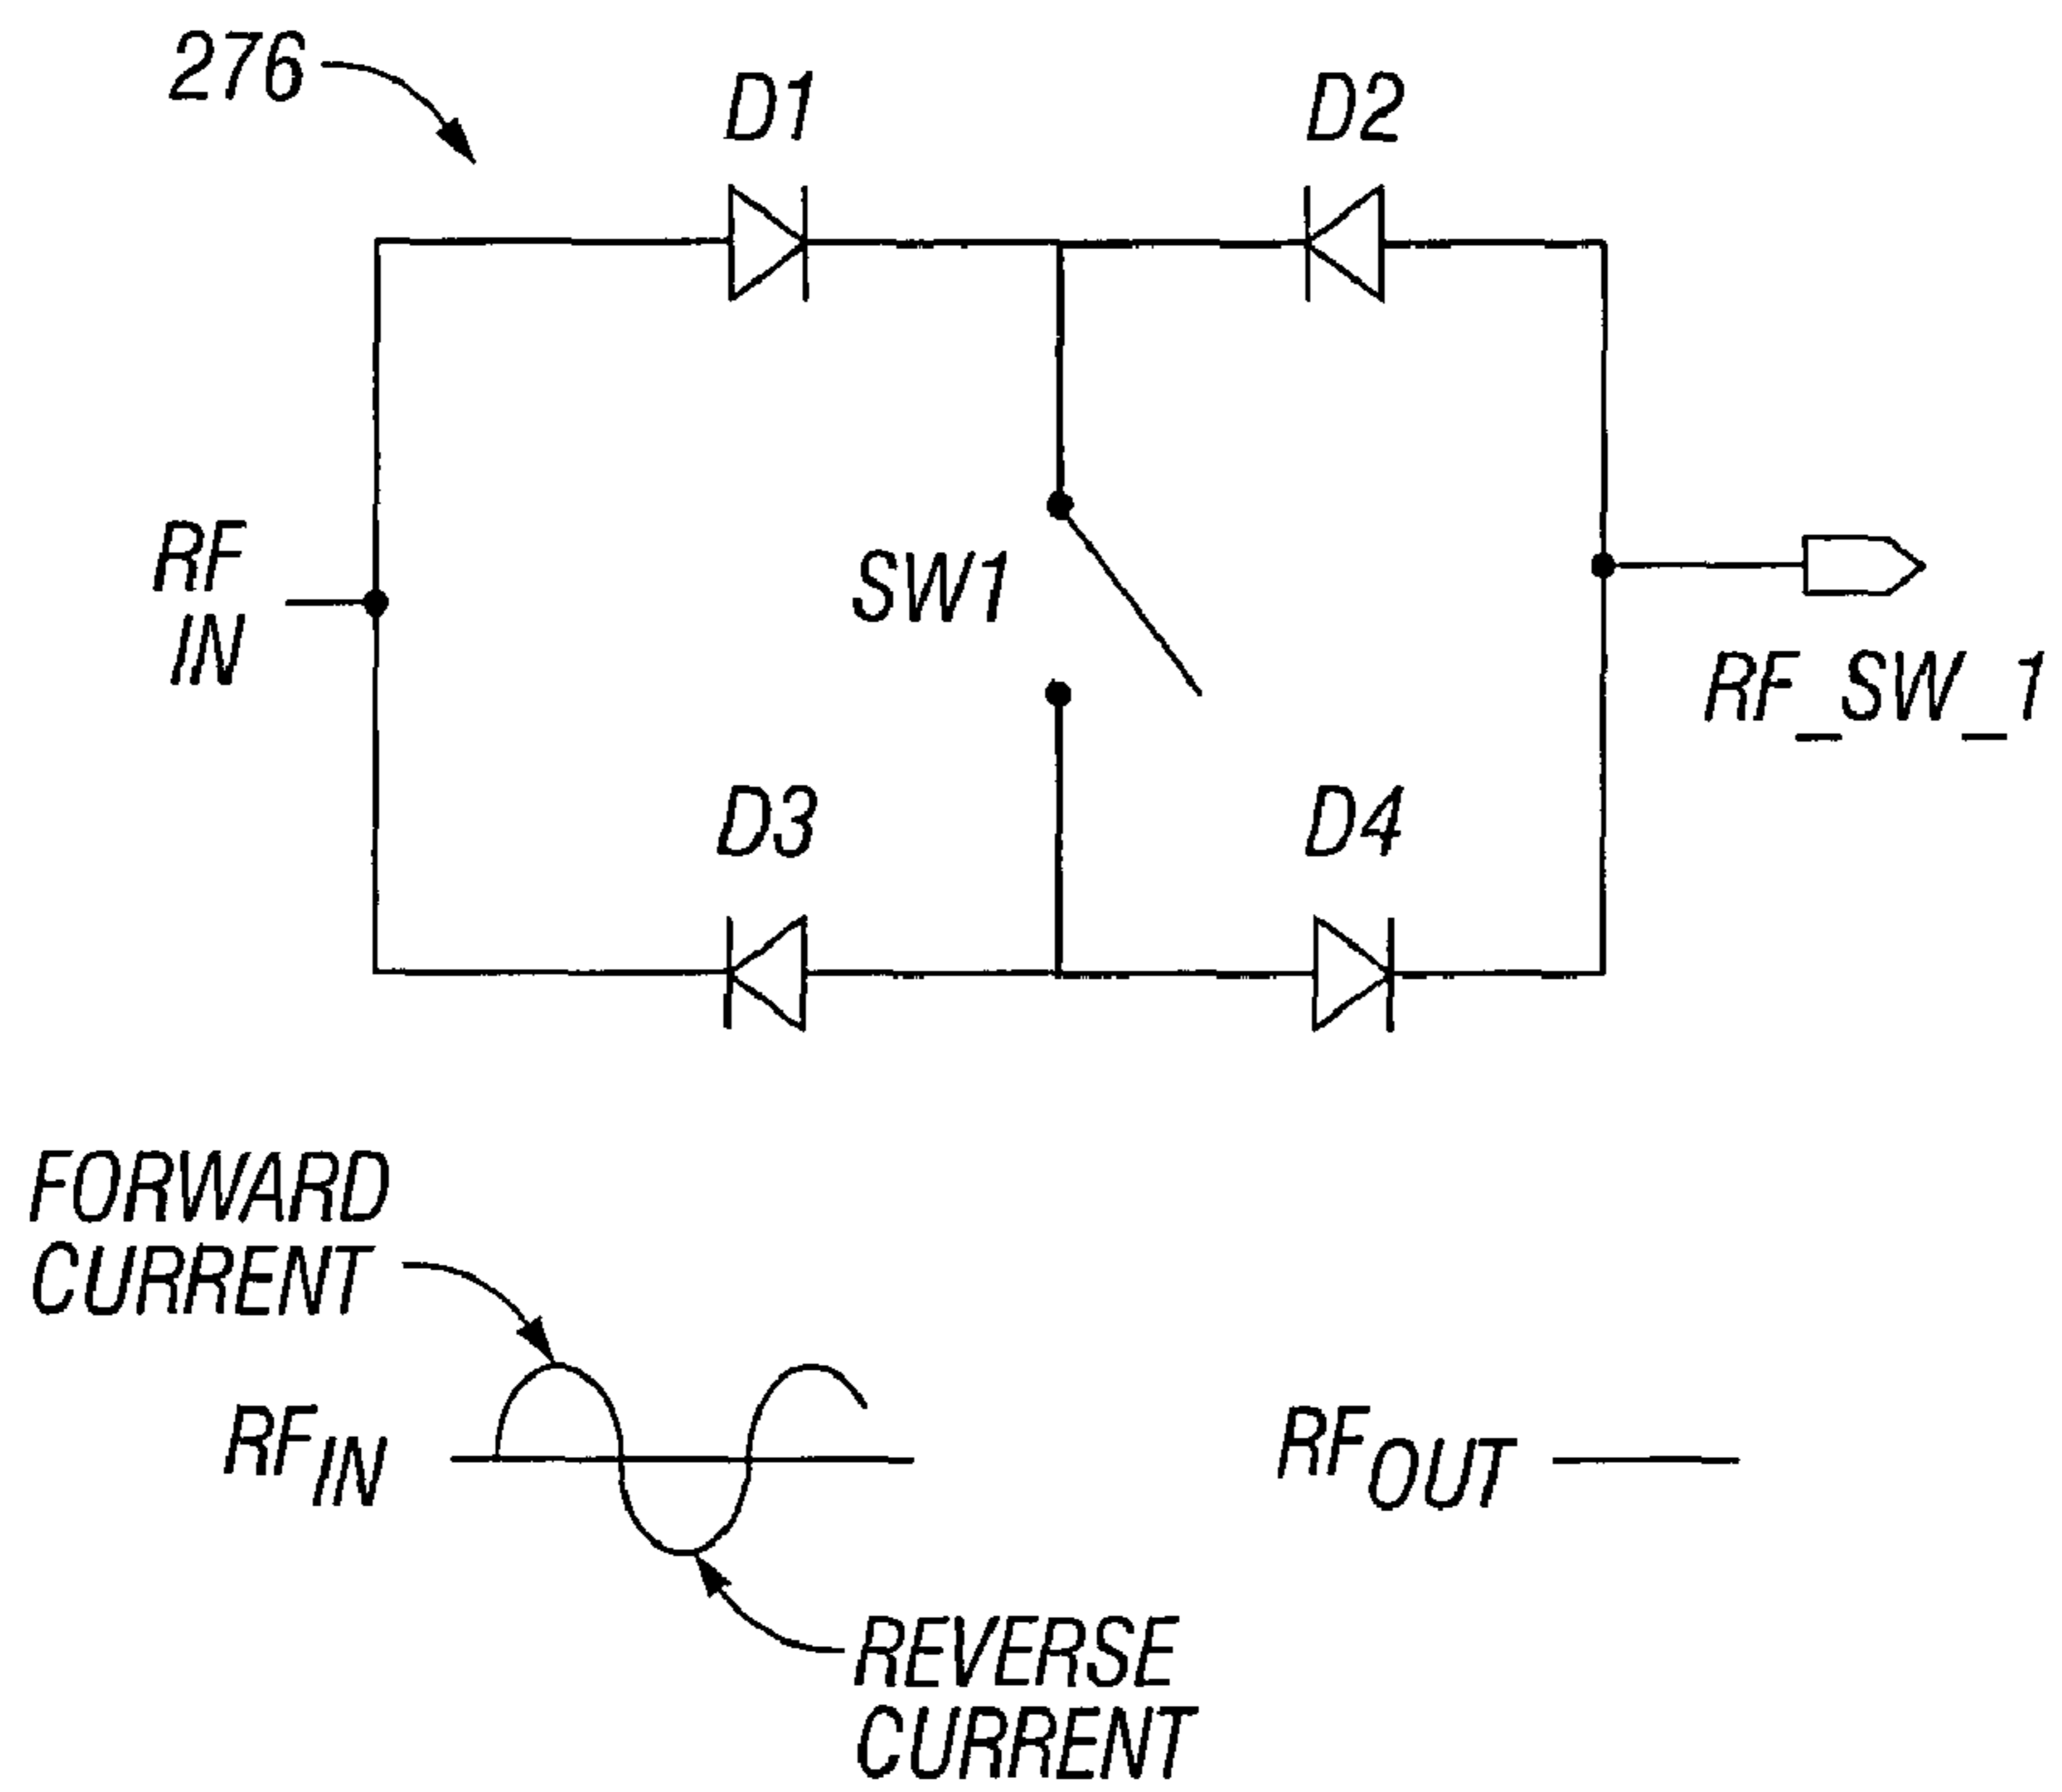 276
D1
D2
RF
IN
SW1
RF_SW_1
D3
D4
FORWARD
CURRENT
RFIN
RFOUT
REVERSE
CURRENT